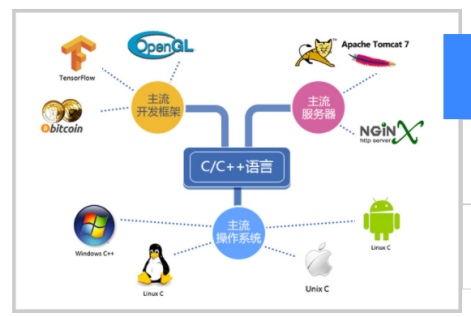 OpenGL
TensorFlow
Apache Tomcat 7
主流
开发框架
主流
服务器
bitcoin
NGiNX
http server
C/C++语言
主流
操作系统
Windows C++
Linux C
Unix C
Linux C